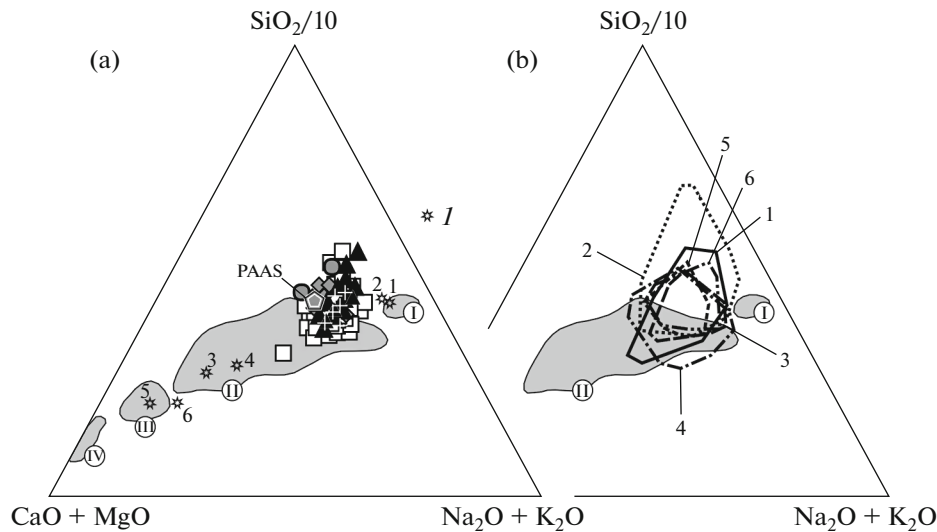 SiO₂/10
SiO₂/10
(a)
(b)
5
6
1
1
2
PAAS
2
1
I
I
3
4
3
II
II
5
6
III
4
IV
CaO + MgO
Na₂O + K₂O
Na₂O + K₂O